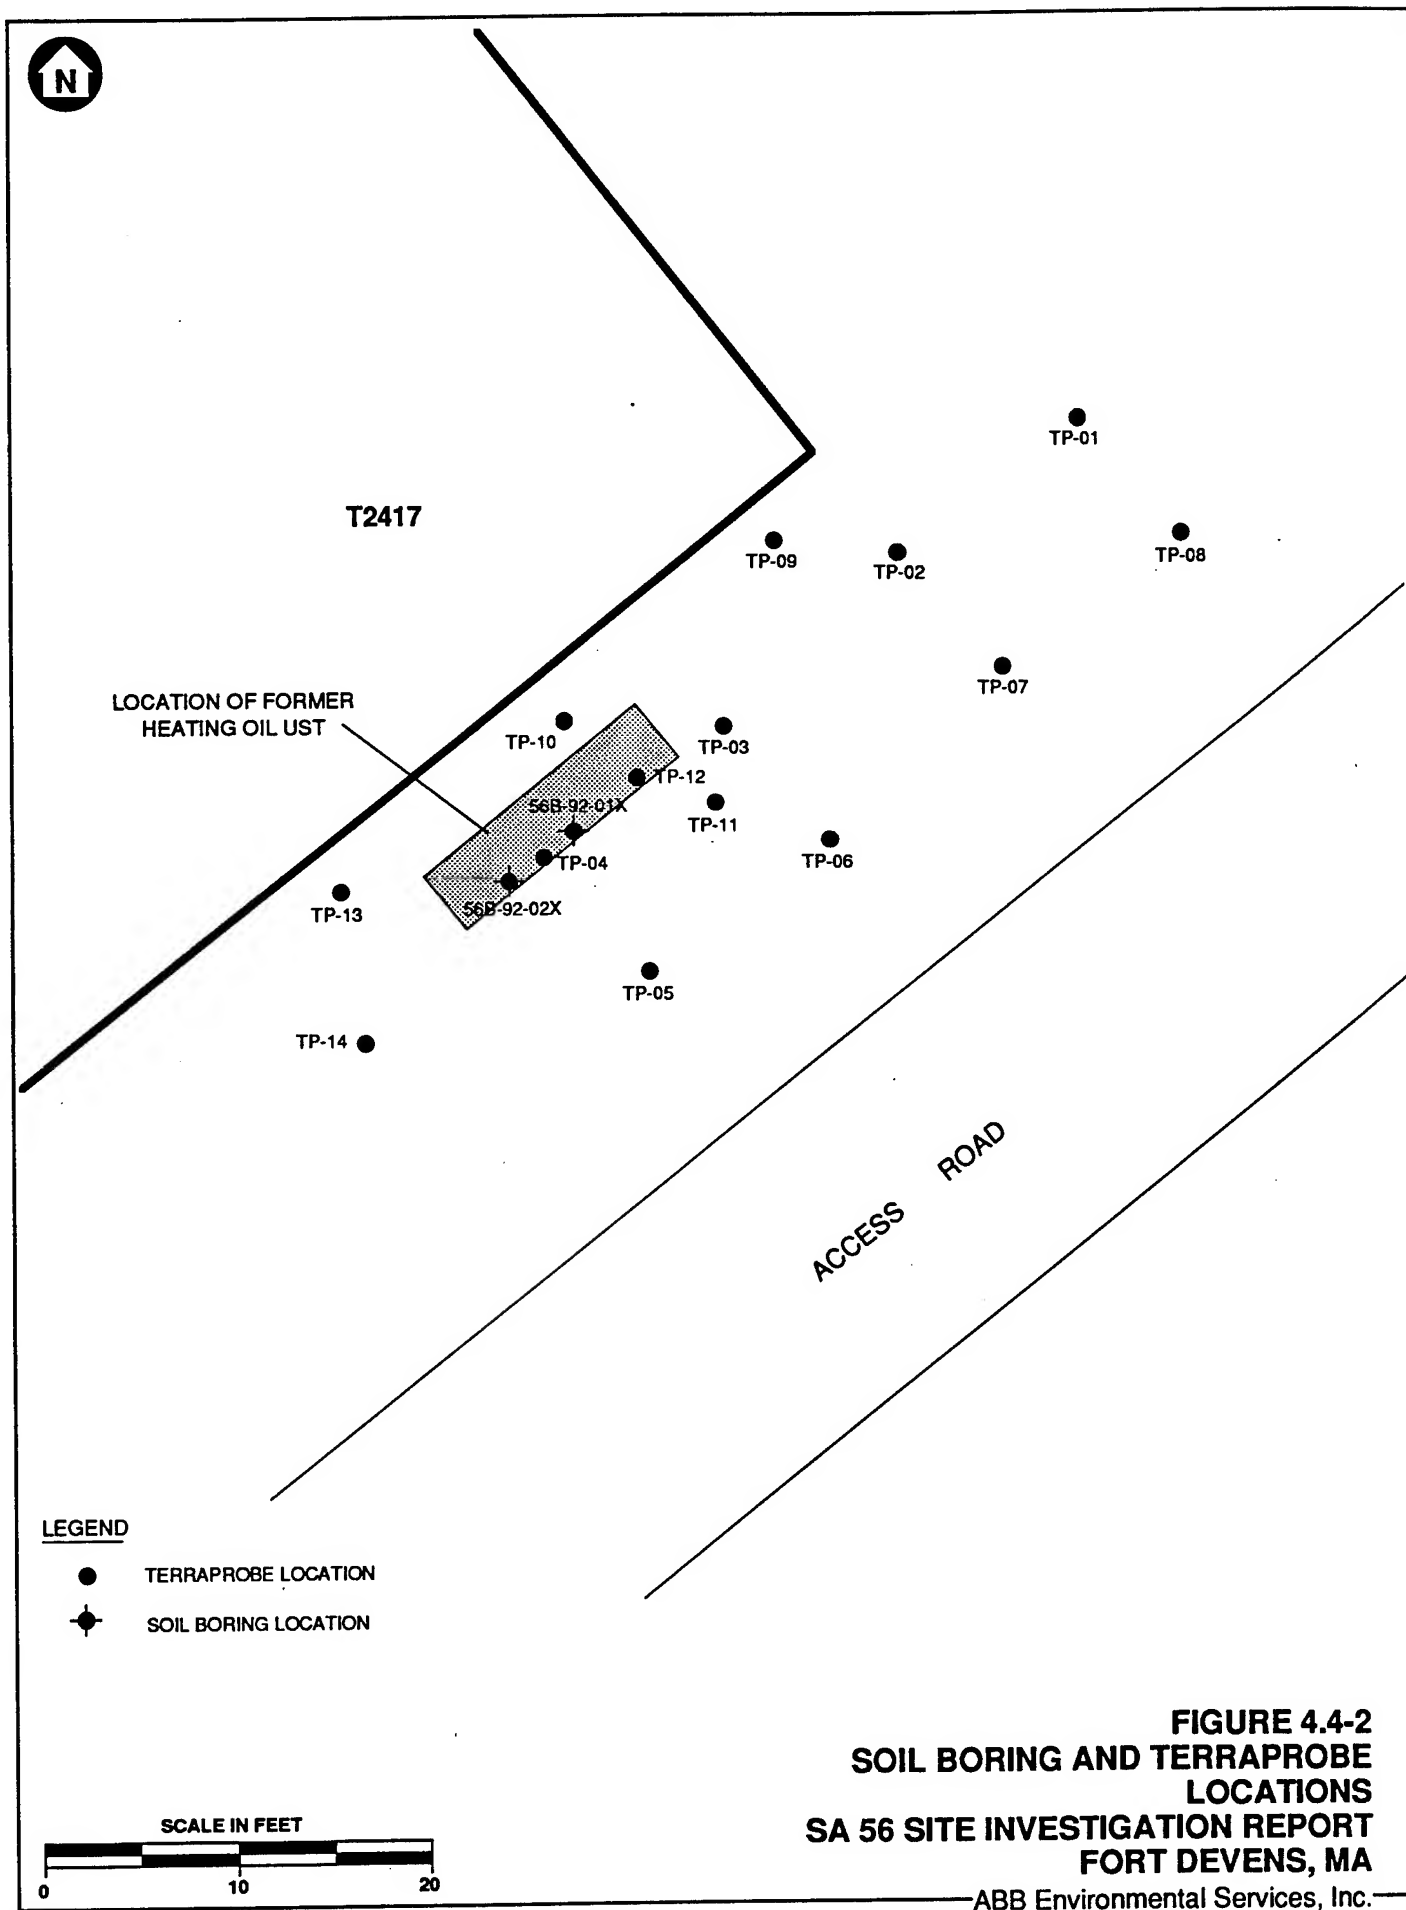 N
TP-01
T2417
TP-09
TP-02
TP-08
TP-07
LOCATION OF FORMER
HEATING OIL UST
TP-10
TP-03
TP-12
56B-92-01X
TP-11
TP-04
TP-06
TP-13
56B-92-02X
TP-05
TP-14
ACCESS ROAD
LEGEND
TERRAPROBE LOCATION
SOIL BORING LOCATION
FIGURE 4.4-2
SOIL BORING AND TERRAPROBE
LOCATIONS
SA 56 SITE INVESTIGATION REPORT
FORT DEVENS, MA
ABB Environmental Services, Inc.
SCALE IN FEET
0 10 20